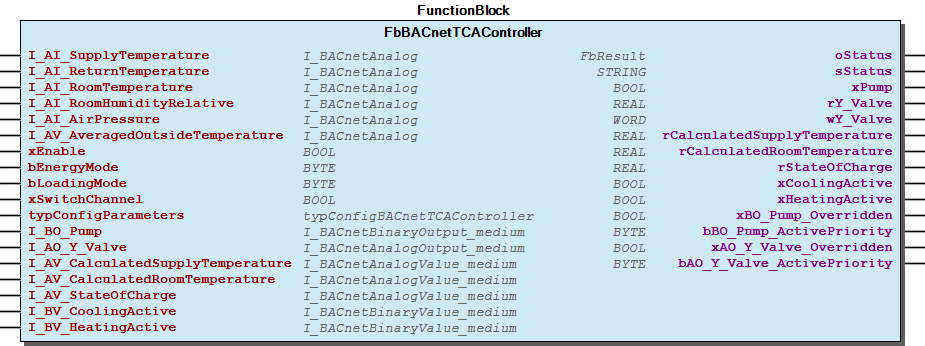 FunctionBlock
FbBACnetTCAController
I_AI_SupplyTemperature I_BACnetAnalog FbResult oStatus
I_AI_ReturnTemperature I_BACnetAnalog STRING sStatus
I_AI_RoomTemperature I_BACnetAnalog BOOL xPump
I_AI_RoomHumidityRelative I_BACnetAnalog REAL rY_Valve
I_AI_AirPressure I_BACnetAnalog WORD wY_Valve
I_AV_AveragedOutsideTemperature I_BACnetAnalog REAL rCalculatedSupplyTemperature
xEnable BOOL REAL rCalculatedRoomTemperature
bEnergyMode BYTE REAL rStateOfCharge
bLoadingMode BYTE BOOL xCoolingActive
xSwitchChannel BOOL BOOL xHeatingActive
typConfigParameters typConfigBACnetTCAController BOOL xBO_Pump_Overridden
I_BO_Pump I_BACnetBinaryOutput_medium BYTE bBO_Pump_ActivePriority
I_AO_Y_Valve I_BACnetAnalogOutput_medium BOOL xAO_Y_Valve_Overridden
I_AV_CalculatedSupplyTemperature I_BACnetAnalogValue_medium BYTE bAO_Y_Valve_ActivePriority
I_AV_CalculatedRoomTemperature I_BACnetAnalogValue_medium
I_AV_StateOfCharge I_BACnetAnalogValue_medium
I_BV_CoolingActive I_BACnetBinaryValue_medium
I_BV_HeatingActive I_BACnetBinaryValue_medium